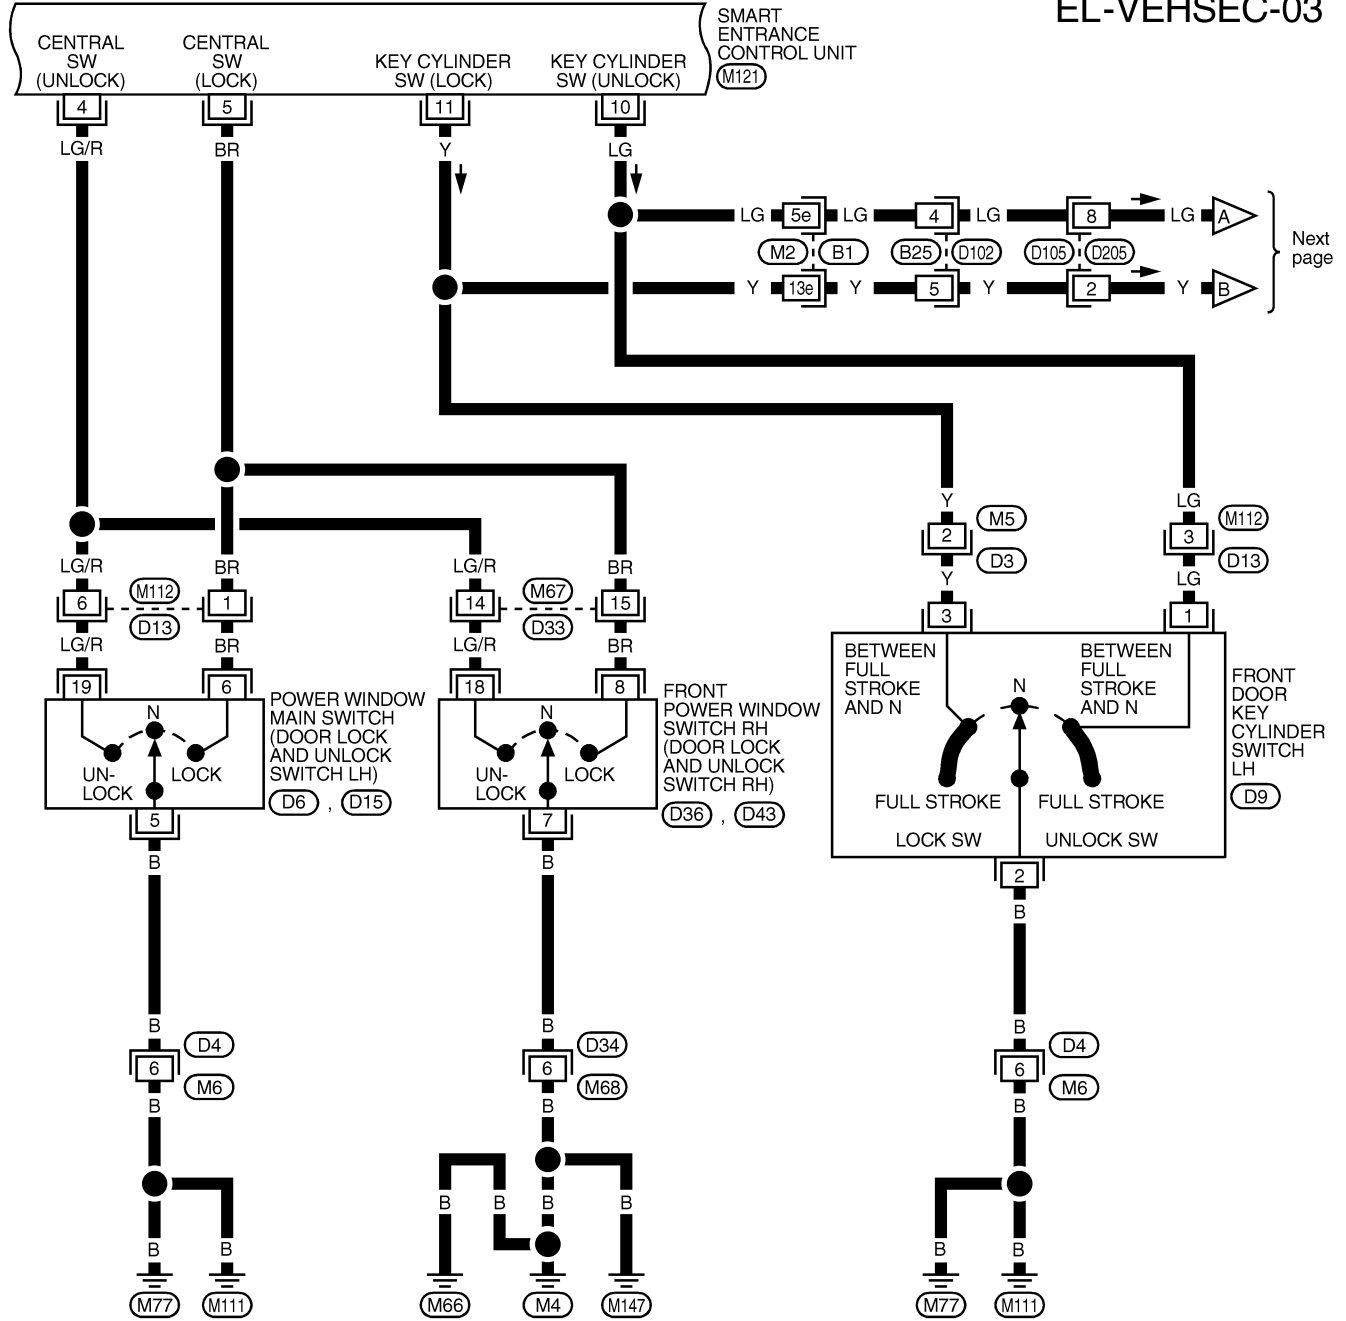 EL-VEHSEC-03
SMART
ENTRANCE
CONTROL UNIT
M121
CENTRAL
SW
(UNLOCK)
CENTRAL
SW
(LOCK)
KEY CYLINDER
SW (LOCK)
KEY CYLINDER
SW (UNLOCK)
4
5
11
10
LG/R
BR
Y
LG
LG 5e LG 4 LG 8 LG A
M2 B1 B25 D102 D105 D205
Next
page
Y 13e Y 5 Y 2 Y B
Y
LG
2
M5
D3
3
M112
D13
Y
LG
3
1
LG/R
BR
LG/R
BR
6
M112
D13
1
14
M67
D33
15
LG/R
BR
LG/R
BR
19
6
18
8
N
UN-
LOCK
LOCK
5
POWER WINDOW
MAIN SWITCH
(DOOR LOCK
AND UNLOCK
SWITCH LH)
D6 , D15
N
UN-
LOCK
LOCK
7
FRONT
POWER WINDOW
SWITCH RH
(DOOR LOCK
AND UNLOCK
SWITCH RH)
D36 , D43
BETWEEN
FULL
STROKE
AND N
N
BETWEEN
FULL
STROKE
AND N
FULL STROKE
FULL STROKE
LOCK SW
UNLOCK SW
2
FRONT
DOOR
KEY
CYLINDER
SWITCH
LH
D9
B
B
B
B
B
B
6
D4
M6
6
D34
M68
6
D4
M6
B
B
B
B
B
B
B
B
B
B
B
M77
M111
M66
M4
M147
M77
M111